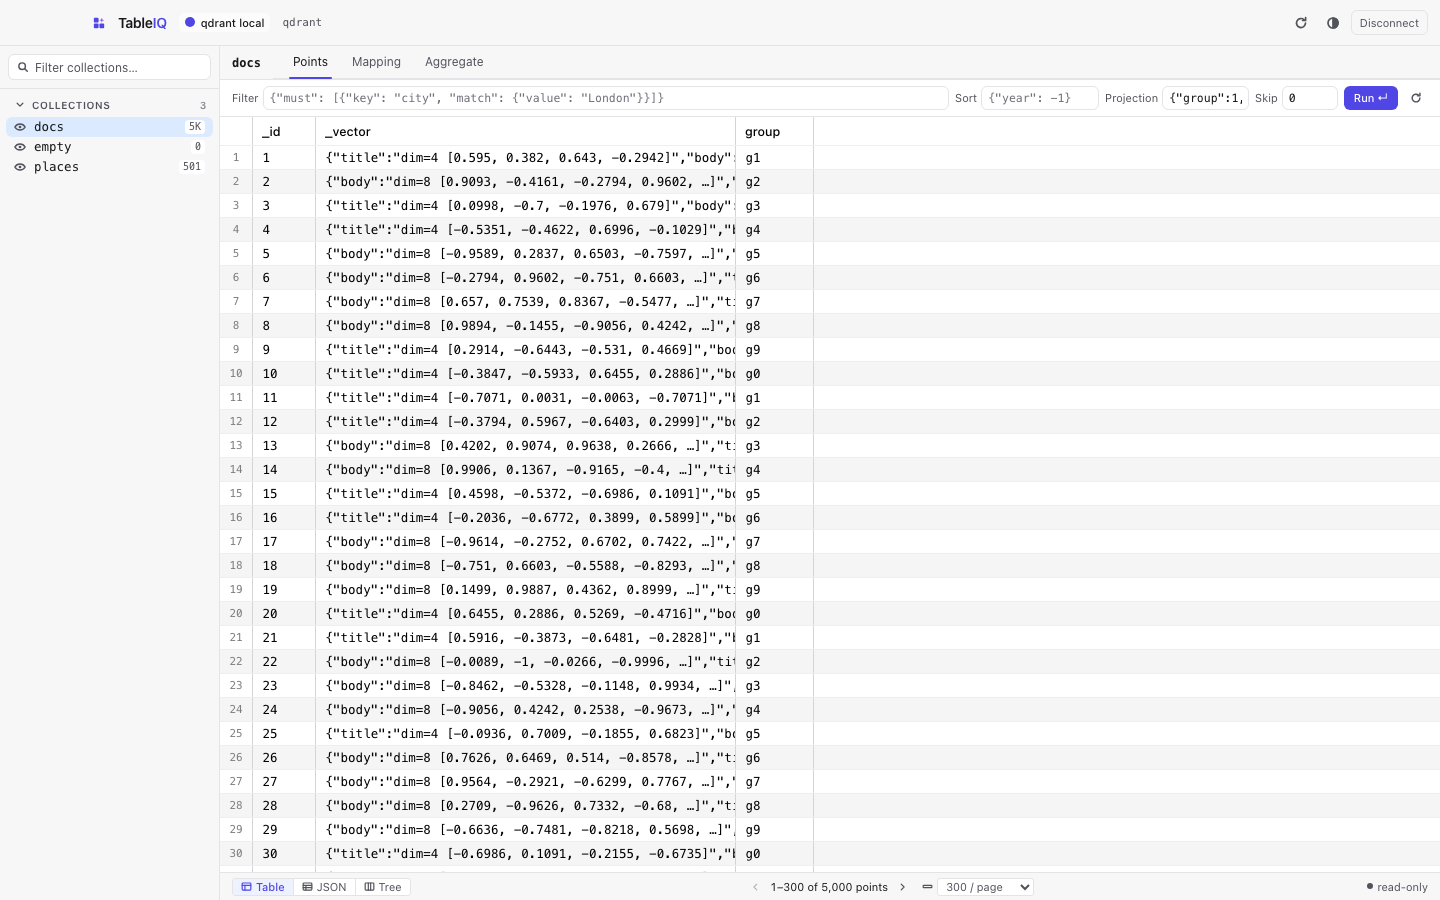 TableIQ qdrant local qdrant Disconnect
Filter collections...
COLLECTIONS 3
docs 5K
empty 0
places 501
docs Points Mapping Aggregate
Filter {"must": [{"key": "city", "match": {"value": "London"}}]} Sort {"year": −1} Projection {"group":1, Skip 0 Run ↵
_id _vector group
1 1 {"title":"dim=4 [0.595, 0.382, 0.643, −0.2942]","body": g1
2 2 {"body":"dim=8 [0.9093, −0.4161, −0.2794, 0.9602, …]"," g2
3 3 {"title":"dim=4 [0.0998, −0.7, −0.1976, 0.679]","body": g3
4 4 {"title":"dim=4 [−0.5351, −0.4622, 0.6996, −0.1029]","b g4
5 5 {"body":"dim=8 [−0.9589, 0.2837, 0.6503, −0.7597, …]"," g5
6 6 {"body":"dim=8 [−0.2794, 0.9602, −0.751, 0.6603, …]","t g6
7 7 {"body":"dim=8 [0.657, 0.7539, 0.8367, −0.5477, …]","ti g7
8 8 {"body":"dim=8 [0.9894, −0.1455, −0.9056, 0.4242, …]"," g8
9 9 {"title":"dim=4 [0.2914, −0.6443, −0.531, 0.4669]","bod g9
10 10 {"title":"dim=4 [−0.3847, −0.5933, 0.6455, 0.2886]","bo g0
11 11 {"title":"dim=4 [−0.7071, 0.0031, −0.0063, −0.7071]","b g1
12 12 {"title":"dim=4 [−0.3794, 0.5967, −0.6403, 0.2999]","bo g2
13 13 {"body":"dim=8 [0.4202, 0.9074, 0.9638, 0.2666, …]","ti g3
14 14 {"body":"dim=8 [0.9906, 0.1367, −0.9165, −0.4, …]","tit g4
15 15 {"title":"dim=4 [0.4598, −0.5372, −0.6986, 0.1091]","bo g5
16 16 {"title":"dim=4 [−0.2036, −0.6772, 0.3899, 0.5899]","bo g6
17 17 {"body":"dim=8 [−0.9614, −0.2752, 0.6702, 0.7422, …]"," g7
18 18 {"body":"dim=8 [−0.751, 0.6603, −0.5588, −0.8293, …]"," g8
19 19 {"body":"dim=8 [0.1499, 0.9887, 0.4362, 0.8999, …]","ti g9
20 20 {"title":"dim=4 [0.6455, 0.2886, 0.5269, −0.4716]","boo g0
21 21 {"title":"dim=4 [0.5916, −0.3873, −0.6481, −0.2828]","b g1
22 22 {"body":"dim=8 [−0.0089, −1, −0.0266, −0.9996, …]","tit g2
23 23 {"body":"dim=8 [−0.8462, −0.5328, −0.1148, 0.9934, …]", g3
24 24 {"body":"dim=8 [−0.9056, 0.4242, 0.2538, −0.9673, …]"," g4
25 25 {"title":"dim=4 [−0.0936, 0.7009, −0.1855, 0.6823]","bo g5
26 26 {"body":"dim=8 [0.7626, 0.6469, 0.514, −0.8578, …]","ti g6
27 27 {"body":"dim=8 [0.9564, −0.2921, −0.6299, 0.7767, …]"," g7
28 28 {"body":"dim=8 [0.2709, −0.9626, 0.7332, −0.68, …]","ti g8
29 29 {"body":"dim=8 [−0.6636, −0.7481, −0.8218, 0.5698, …]", g9
30 30 {"title":"dim=4 [−0.6986, 0.1091, −0.2155, −0.6735]","b g0
Table JSON Tree 1–300 of 5,000 points 300 / page read-only